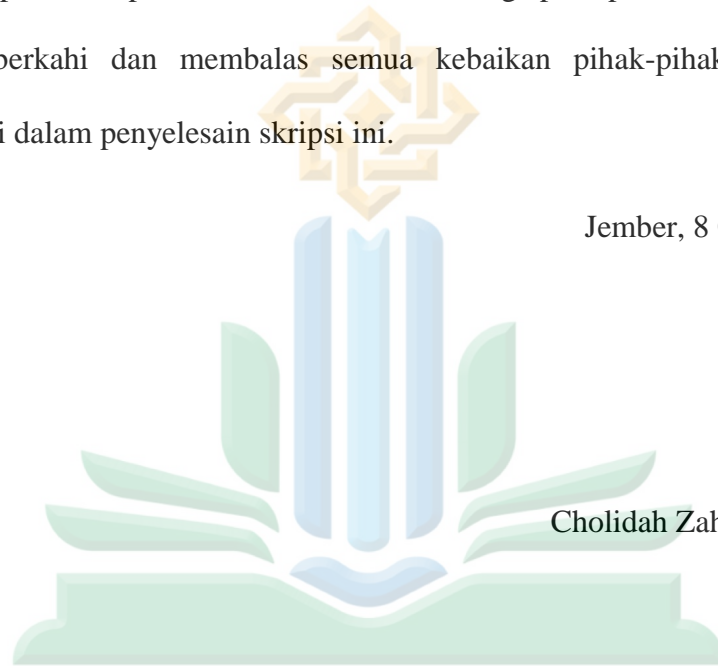 berkahi dan membalas semua kebaikan pihak-pihak
i dalam penyelesain skripsi ini.
Jember, 8
Cholidah Zah